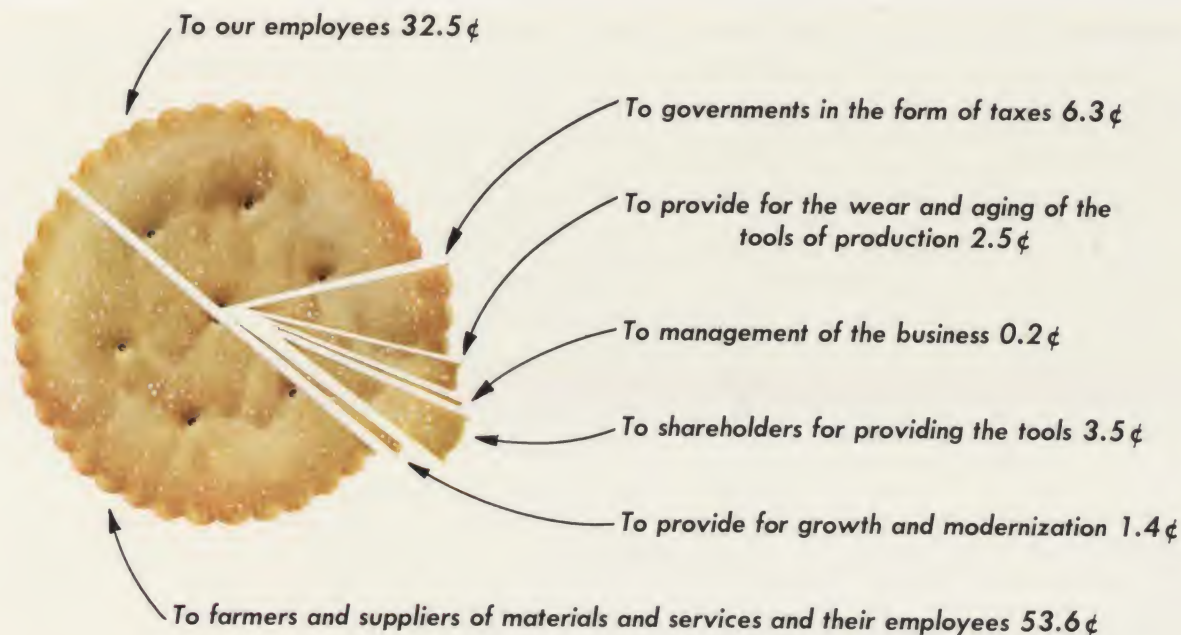 To our employees 32.5¢
To governments in the form of taxes 6.3¢
To provide for the wear and aging of the
tools of production 2.5¢
To management of the business 0.2¢
To shareholders for providing the tools 3.5¢
To provide for growth and modernization 1.4¢
To farmers and suppliers of materials and services and their employees 53.6¢